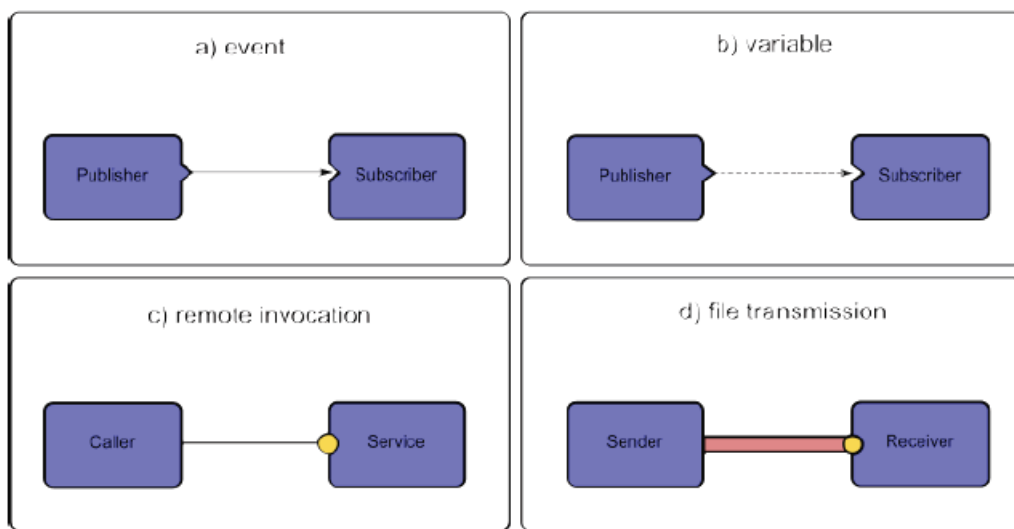 a) event
Publisher
Subscriber
b) variable
Publisher
Subscriber
c) remote invocation
Caller
Service
d) file transmission
Sender
Receiver